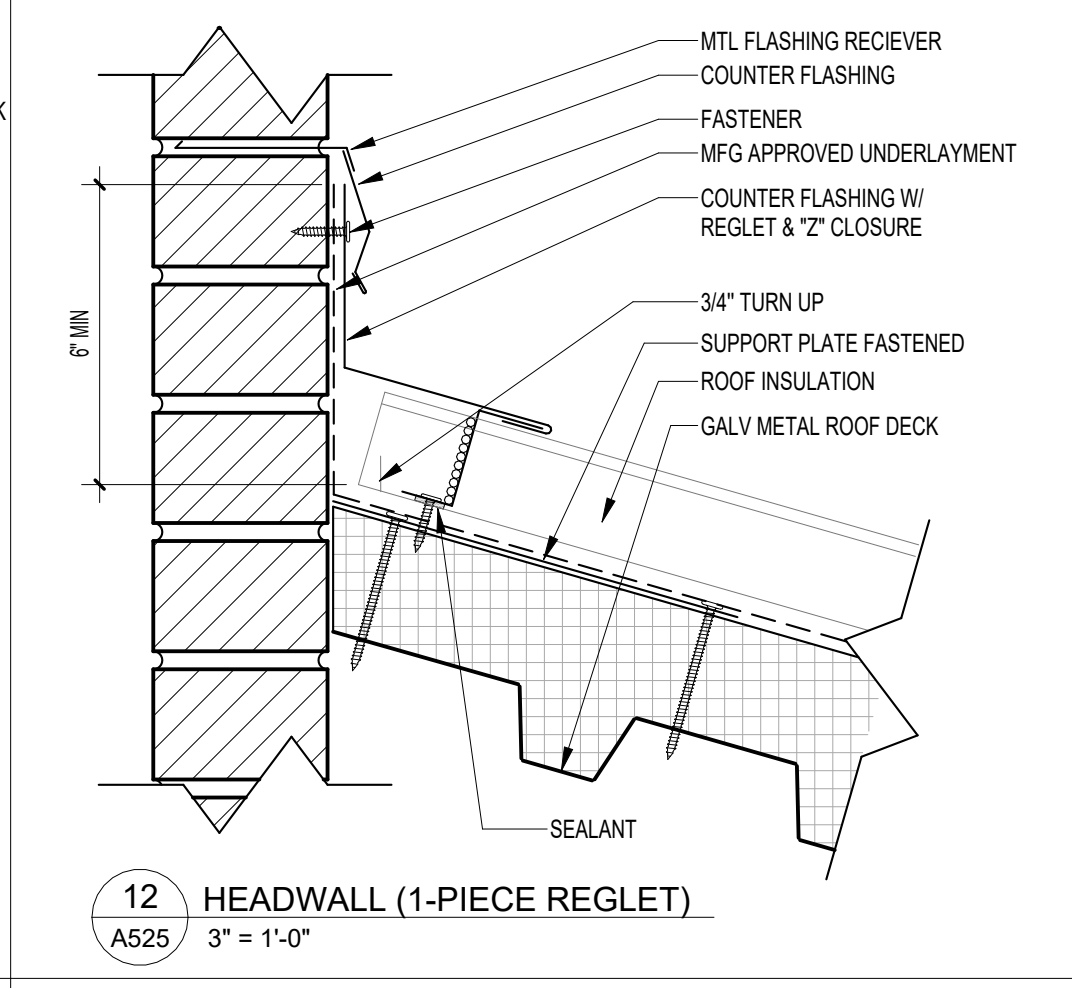 MTL FLASHING RECIEVER
COUNTER FLASHING
FASTENER
MFG APPROVED UNDERLAYMENT
COUNTER FLASHING W/
REGLET & "Z" CLOSURE
3/4" TURN UP
SUPPORT PLATE FASTENED
ROOF INSULATION
GALV METAL ROOF DECK
6" MIN
SEALANT
12
HEADWALL (1-PIECE REGLET)
A525
3" = 1'-0"